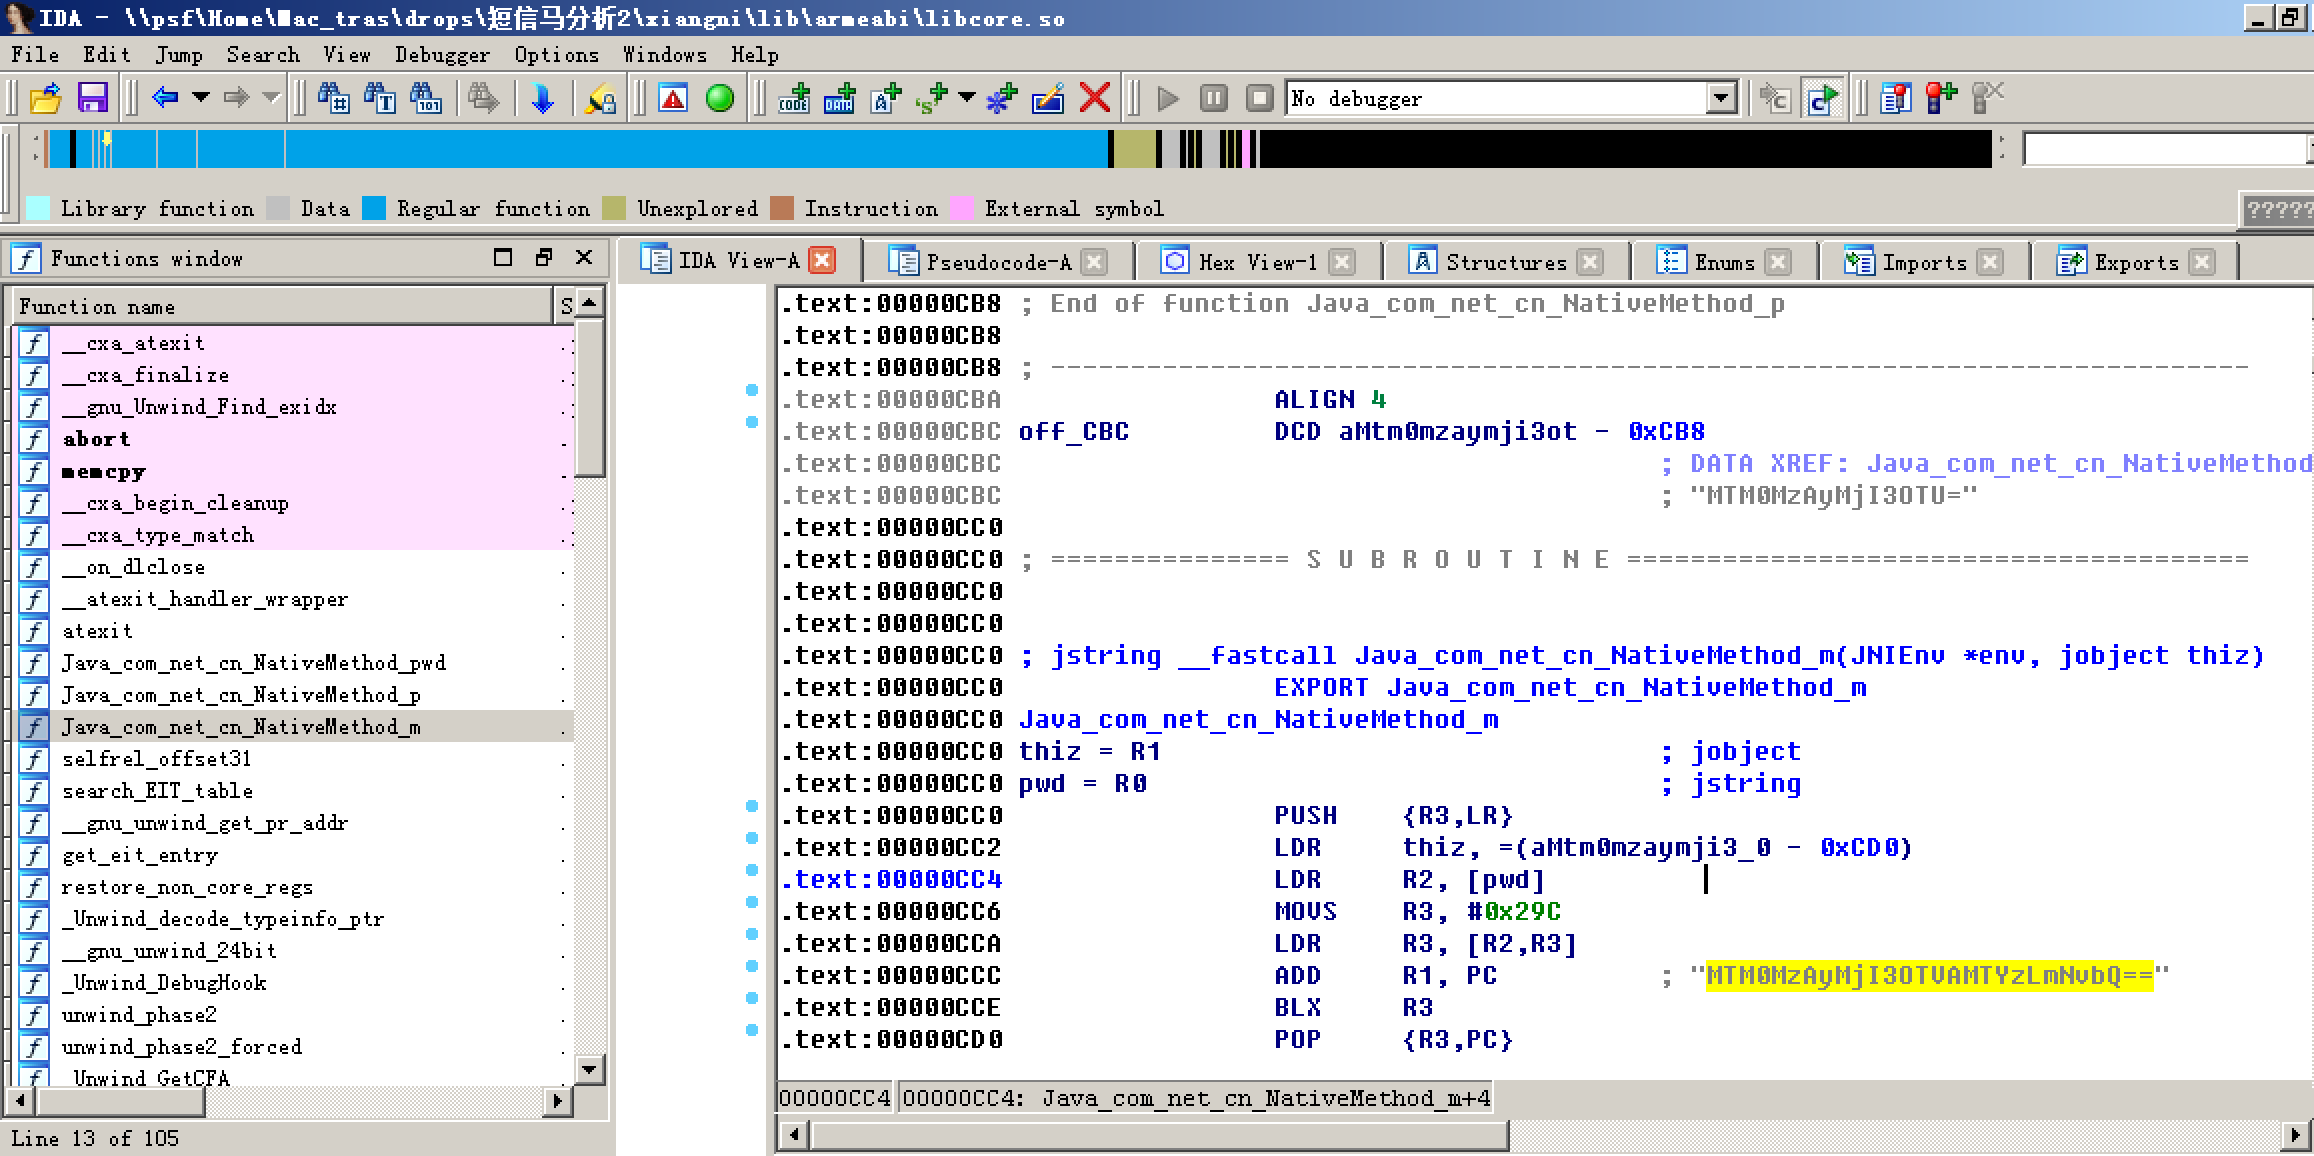 IDA - \\psf\Home\Mac_tras\drops\短信马分析2\xiangni\lib\armeabi\libcore.so
File Edit Jump Search View Debugger Options Windows Help
No debugger
Library function Data Regular function Unexplored Instruction External symbol
??????
Functions window
IDA View-A Pseudocode-A Hex View-1 Structures Enums Imports Exports
Function name S
__cxa_atexit
__cxa_finalize
__gnu_Unwind_Find_exidx
abort
memcpy
__cxa_begin_cleanup
__cxa_type_match
__on_dlclose
__atexit_handler_wrapper
atexit
Java_com_net_cn_NativeMethod_pwd
Java_com_net_cn_NativeMethod_p
Java_com_net_cn_NativeMethod_m
selfrel_offset31
search_EIT_table
__gnu_unwind_get_pr_addr
get_eit_entry
restore_non_core_regs
_Unwind_decode_typeinfo_ptr
__gnu_unwind_24bit
_Unwind_DebugHook
unwind_phase2
unwind_phase2_forced
_Unwind_GetCFA
Line 13 of 105
.text:00000CB8 ; End of function Java_com_net_cn_NativeMethod_p
.text:00000CB8
.text:00000CB8 ; ---------------------------------------------------------------------------
.text:00000CBA ALIGN 4
.text:00000CBC off_CBC DCD aMtm0mzaymji3ot - 0xCB8
.text:00000CBC ; DATA XREF: Java_com_net_cn_NativeMethod
.text:00000CBC ; "MTM0MzAyMjI3OTU="
.text:00000CC0
.text:00000CC0 ; =============== S U B R O U T I N E =======================================
.text:00000CC0
.text:00000CC0
.text:00000CC0 ; jstring __fastcall Java_com_net_cn_NativeMethod_m(JNIEnv *env, jobject thiz)
.text:00000CC0 EXPORT Java_com_net_cn_NativeMethod_m
.text:00000CC0 Java_com_net_cn_NativeMethod_m
.text:00000CC0 thiz = R1 ; jobject
.text:00000CC0 pwd = R0 ; jstring
.text:00000CC0 PUSH {R3,LR}
.text:00000CC2 LDR thiz, =(aMtm0mzaymji3_0 - 0xCD0)
.text:00000CC4 LDR R2, [pwd]
.text:00000CC6 MOVS R3, #0x29C
.text:00000CCA LDR R3, [R2,R3]
.text:00000CCC ADD R1, PC ; "MTM0MzAyMjI3OTVAMTYzLmNvbQ=="
.text:00000CCE BLX R3
.text:00000CD0 POP {R3,PC}
00000CC4 00000CC4: Java_com_net_cn_NativeMethod_m+4